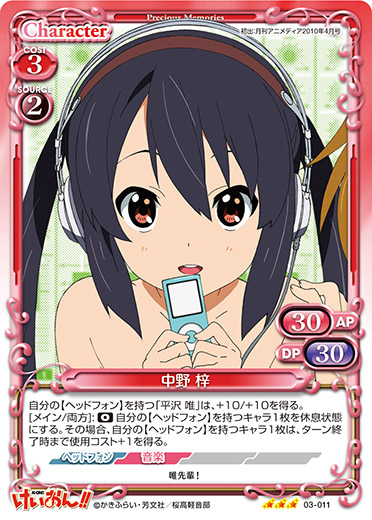 Precious Memories
Character
初出:月刊アニメディア2010年4月号
COST
3
SOURCE
2
30 AP
DP 30
中野 梓
自分の【ヘッドフォン】を持つ「平沢 唯」は、+10/+10を得る。
[メイン/両方]: 自分の【ヘッドフォン】を持つキャラ1枚を休息状態
にする。その場合、自分の【ヘッドフォン】を持つキャラ1枚は、ターン終
了時まで使用コスト+1を得る。
ヘッドフォン 音楽
唯先輩!
K-ON!!
けいおん!!
©かきふらい・芳文社/桜高軽音部
03-011